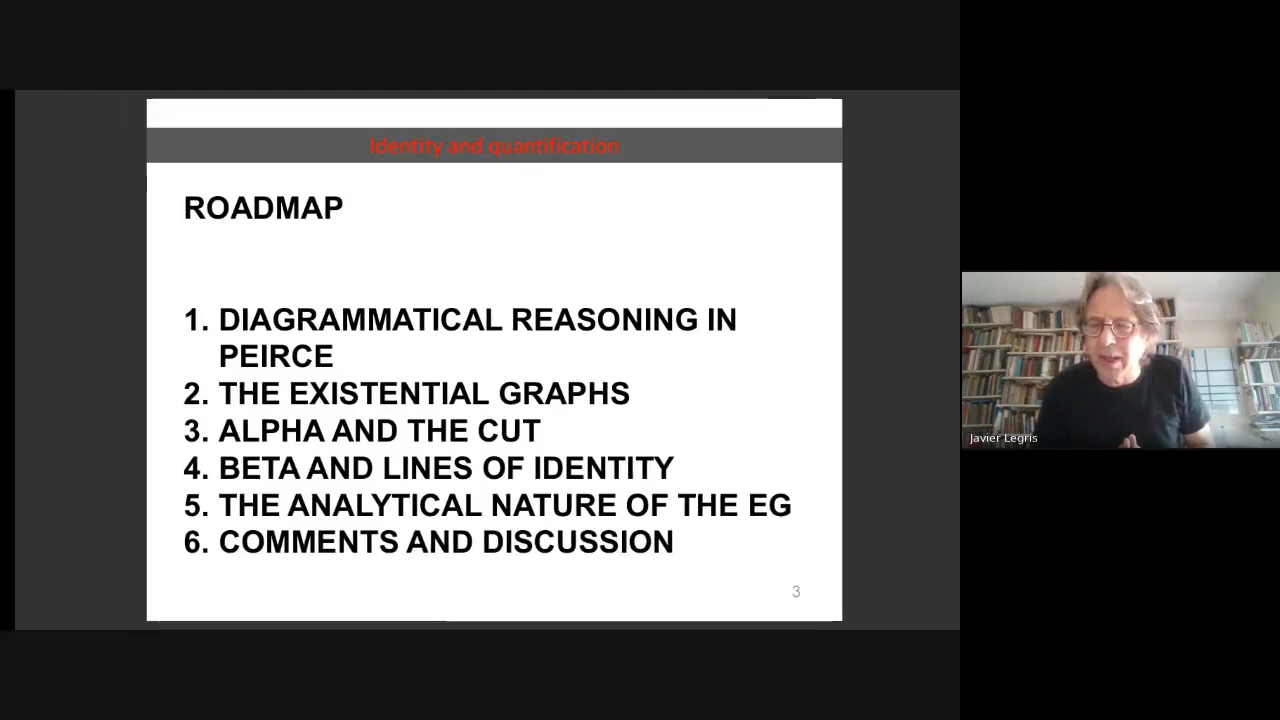 Identity and quantification
ROADMAP
1. DIAGRAMMATICAL REASONING IN
PEIRCE
2. THE EXISTENTIAL GRAPHS
3. ALPHA AND THE CUT
4. BETA AND LINES OF IDENTITY
5. THE ANALYTICAL NATURE OF THE EG
6. COMMENTS AND DISCUSSION
3
Javier Legris